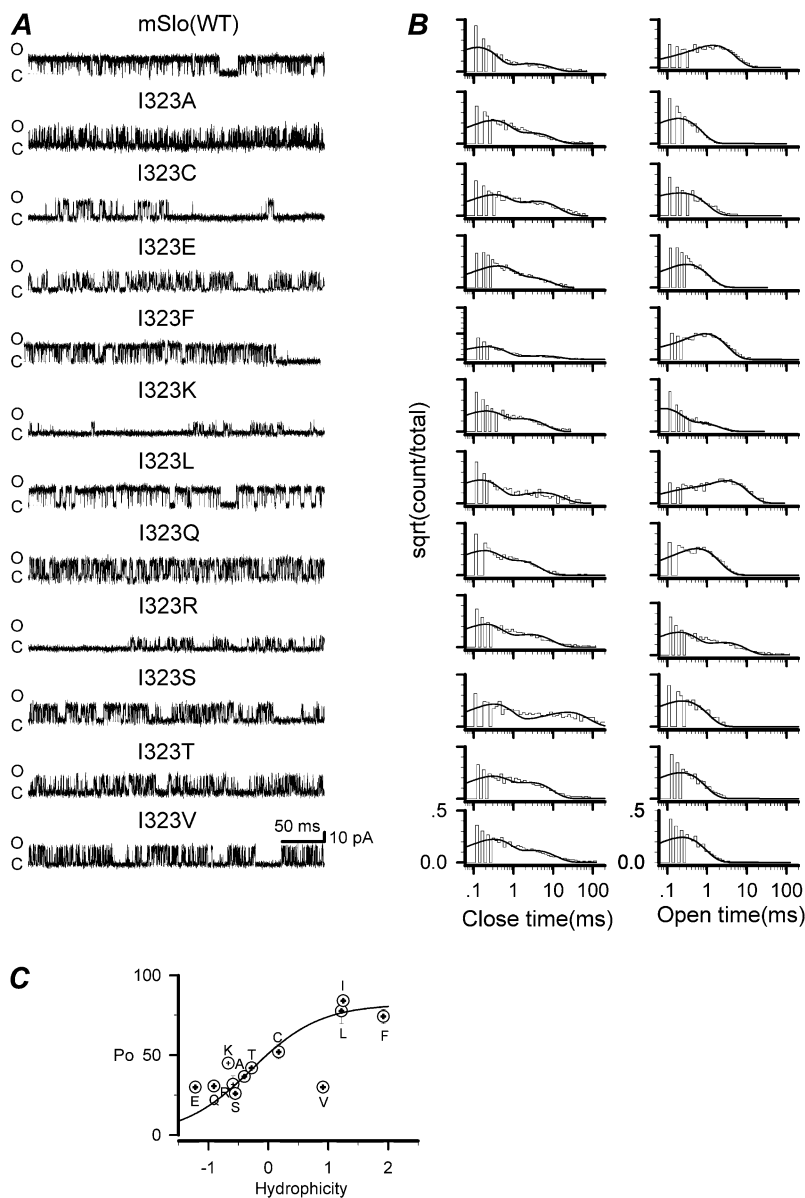 A
mSlo(WT)
O
C
I323A
O
C
I323C
O
C
I323E
O
C
I323F
O
C
I323K
O
C
I323L
O
C
I323Q
O
C
I323R
O
C
I323S
O
C
I323T
O
C
I323V
O
C
50 ms
10 pA
B
sqrt(count/total)
.5
0.0
.1 1 10 100
Close time(ms)
.5
0.0
.1 1 10 100
Open time(ms)
C
100
Po 50
0
I
L
F
C
K
A
T
E
Q
R
S
V
-1 0 1 2
Hydrophicity